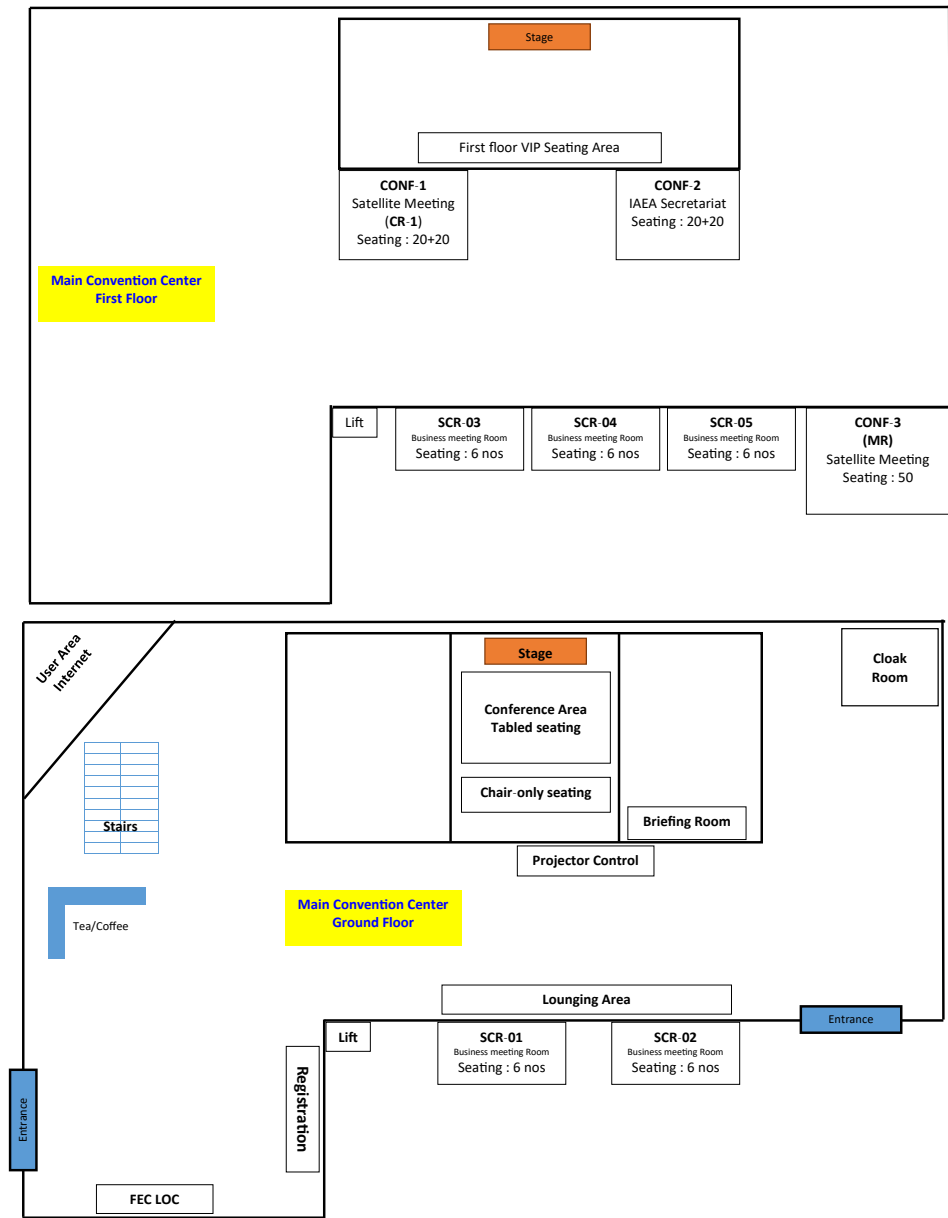 Stage
First floor VIP Seating Area
CONF-1
Satellite Meeting
(CR-1)
Seating : 20+20
CONF-2
IAEA Secretariat
Seating : 20+20
Main Convention Center
First Floor
Lift
SCR-03
Business meeting Room
Seating : 6 nos
SCR-04
Business meeting Room
Seating : 6 nos
SCR-05
Business meeting Room
Seating : 6 nos
CONF-3
(MR)
Satellite Meeting
Seating : 50
User Area
Internet
Stage
Cloak
Room
Conference Area
Tabled seating
Chair-only seating
Stairs
Briefing Room
Projector Control
Main Convention Center
Ground Floor
Tea/Coffee
Lounging Area
Entrance
Lift
SCR-01
Business meeting Room
Seating : 6 nos
SCR-02
Business meeting Room
Seating : 6 nos
Registration
Entrance
FEC LOC